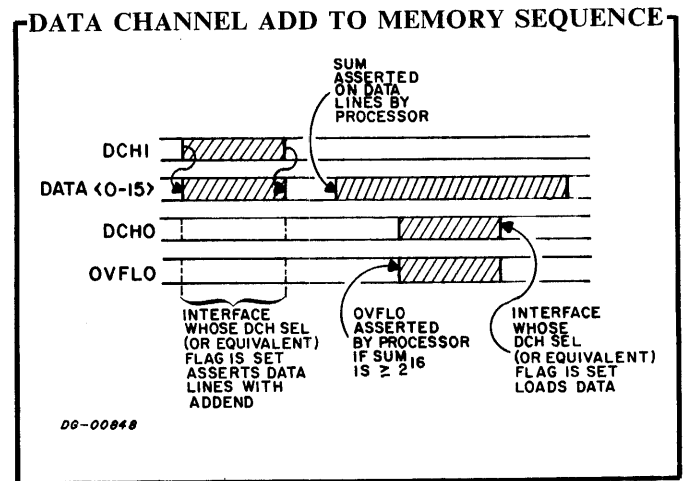 DATA CHANNEL ADD TO MEMORY SEQUENCE
SUM
ASSERTED
ON DATA
LINES BY
PROCESSOR
DCHI
DATA <0-15>
DCHO
OVFLO
INTERFACE
WHOSE DCH SEL
(OR EQUIVALENT)
FLAG IS SET
ASSERTS DATA
LINES WITH
ADDEND
OVFLO
ASSERTED
BY PROCESSOR
IF SUM
IS ≥ 2¹⁶
INTERFACE
WHOSE
DCH SEL
(OR EQUIVALENT)
FLAG IS SET
LOADS DATA
DG-00848